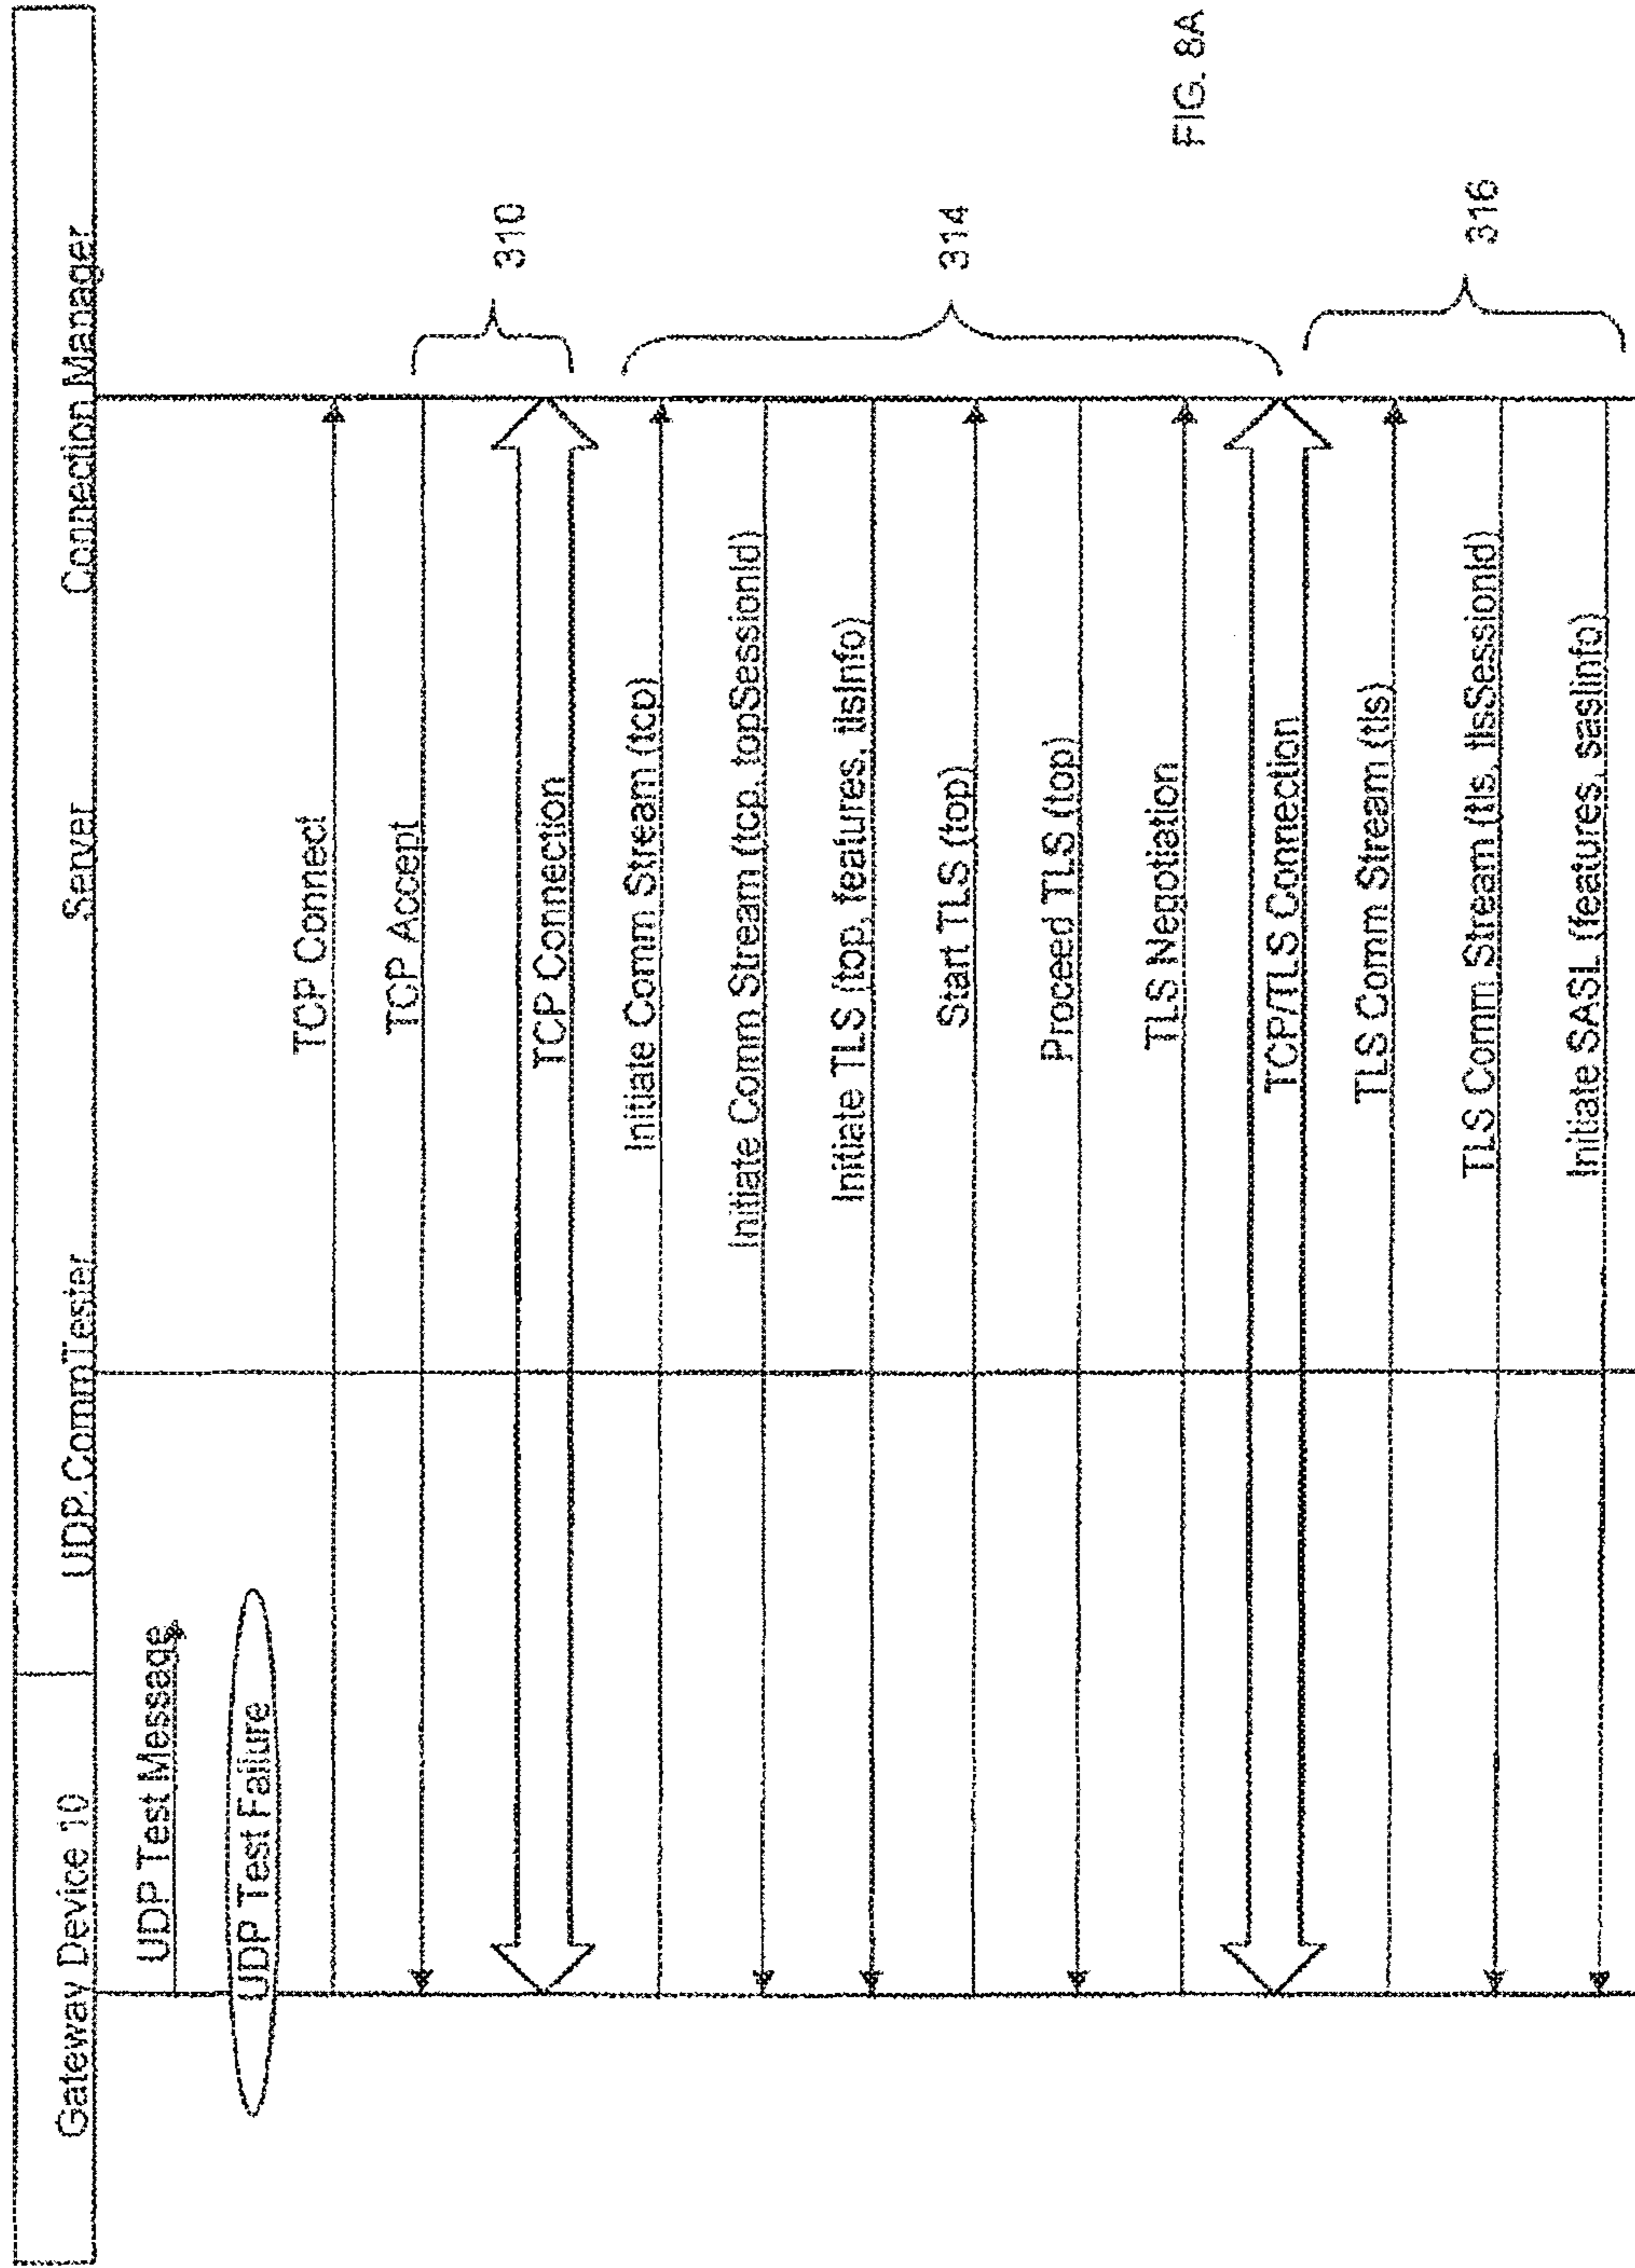 Gateway Device 10
UDP CommTester
Server
Connection Manager
UDP Test Message
UDP Test Failure
TCP Connect
TCP Accept
TCP Connection
310
Initiate Comm Stream (tcp)
Initiate Comm Stream (tcp, tcpSessionId)
Initiate TLS (tcp, features, tlsInfo)
Start TLS (tcp)
Proceed TLS (tcp)
TLS Negotiation
TCP/TLS Connection
314
TLS Comm Stream (tls)
TLS Comm Stream (tls, tlsSessionId)
Initiate SASL (features, saslinfo)
316
FIG. 8A